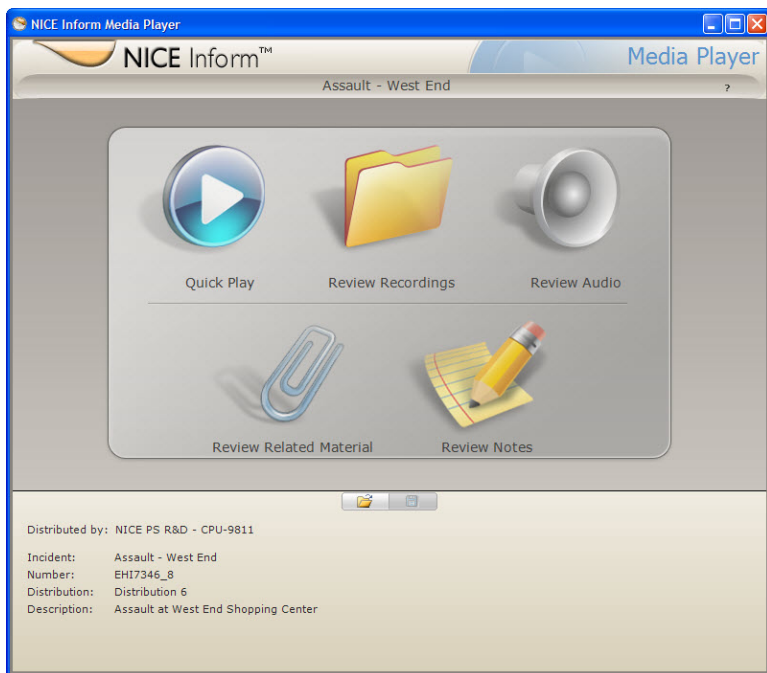 NICE Inform Media Player
NICE Inform™
Media Player
Assault - West End
?
Quick Play
Review Recordings
Review Audio
Review Related Material
Review Notes
Distributed by: NICE PS R&D - CPU-9811
Incident: Assault - West End
Number: EHI7346_8
Distribution: Distribution 6
Description: Assault at West End Shopping Center